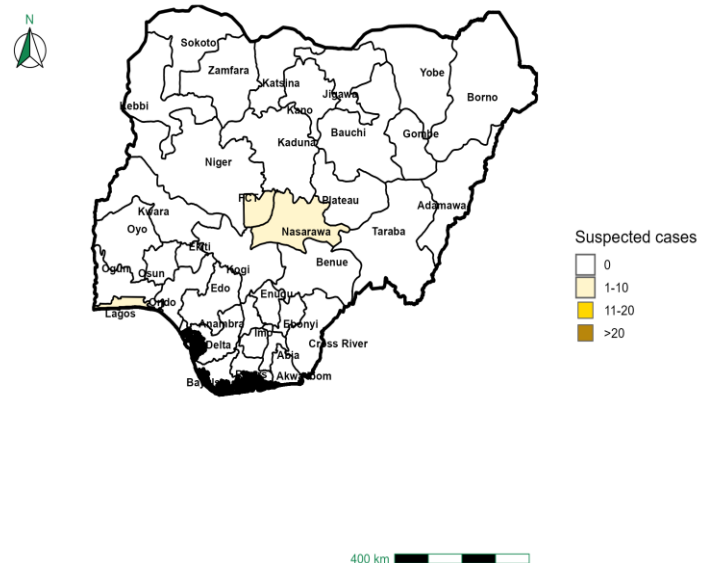 N
Sokoto
Zamfara
Katsina
Yobe
Jigawa
Borno
Kebbi
Kano
Kaduna
Bauchi
Gombe
Niger
FCT
Plateau
Kwara
Adamawa
Oyo
Nasarawa
Taraba
Ekiti
Suspected cases
Ogun
Osun
Kogi
Benue
0
1-10
11-20
>20
Edo
Enugu
Ondo
Lagos
Anambra
Ebonyi
Imo
Delta
Cross River
Abia
Akwa Ibom
400 km